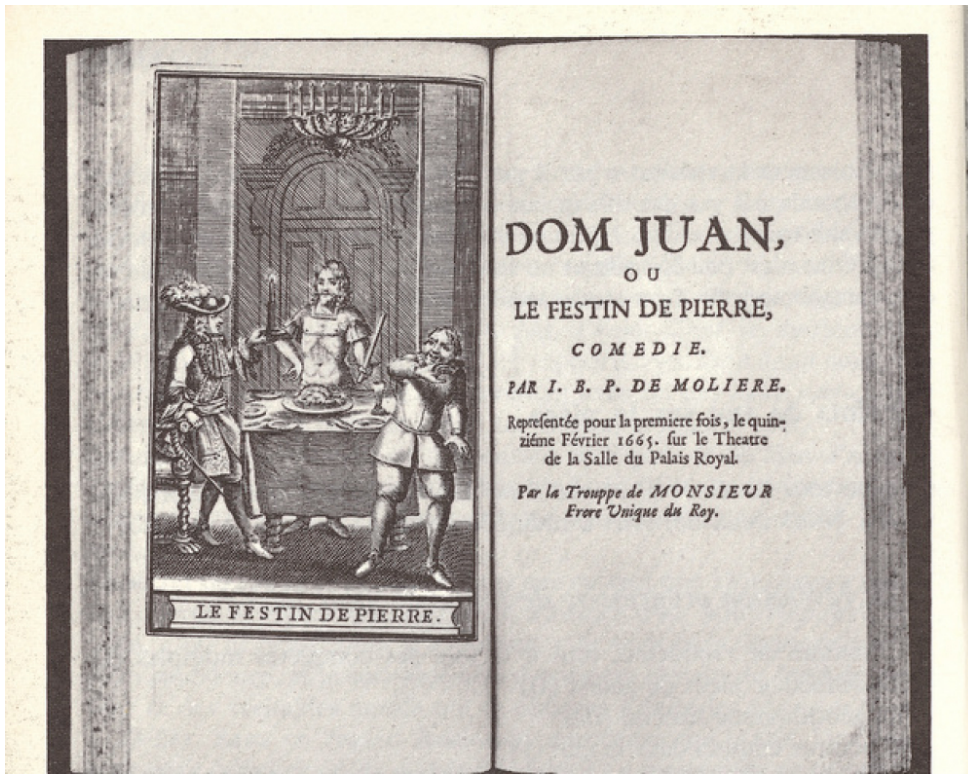 LE FESTIN DE PIERRE.
DOM JUAN,
OU
LE FESTIN DE PIERRE,
COMEDIE.
PAR I. B. P. DE MOLIERE.
Representée pour la premiere fois, le quin-
ziéme Février 1665. sur le Theatre
de la Salle du Palais Royal.
Par la Trouppe de MONSIEUR
Frere Unique du Roy.